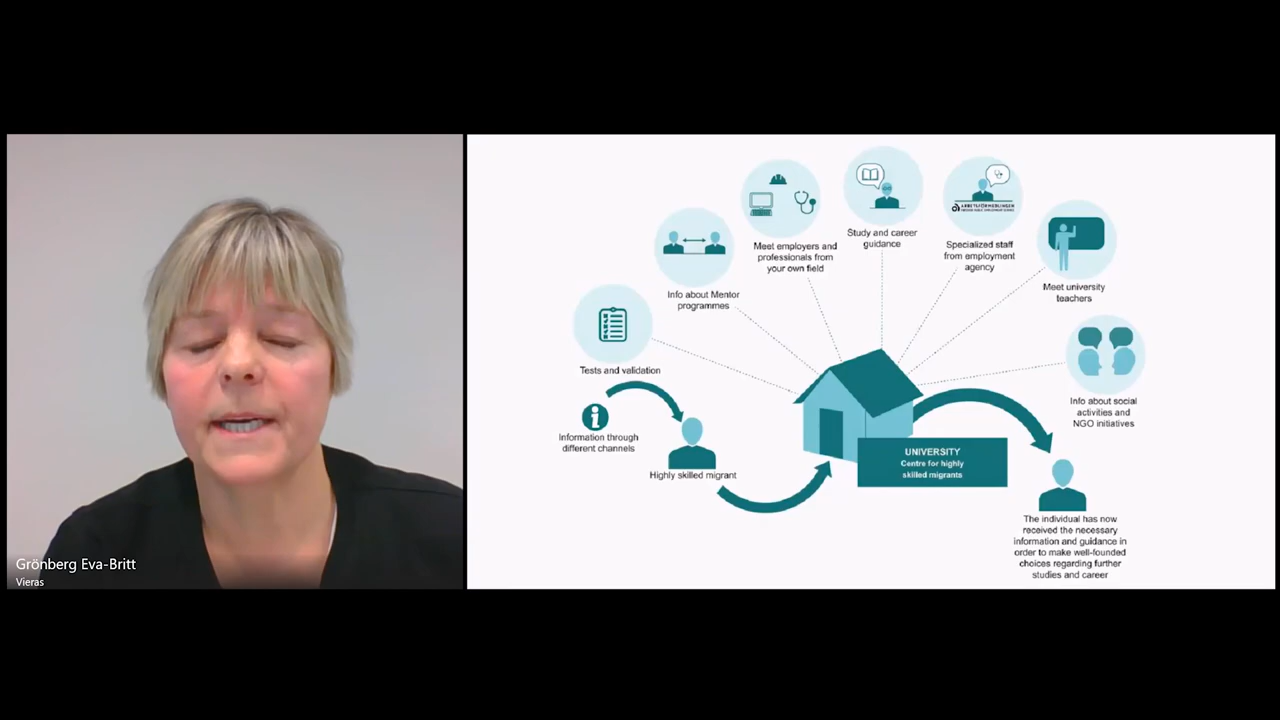 Grönberg Eva-Britt
Vieras
Study and career
guidance
Meet employers and
professionals from
your own field
Specialized staff
from employment
agency
Info about Mentor
programmes
Meet university
teachers
Tests and validation
Info about social
activities and
NGO initiatives
Information through
different channels
Highly skilled migrant
UNIVERSITY
Centre for highly
skilled migrants
The individual has now
received the necessary
information and guidance in
order to make well-founded
choices regarding further
studies and career